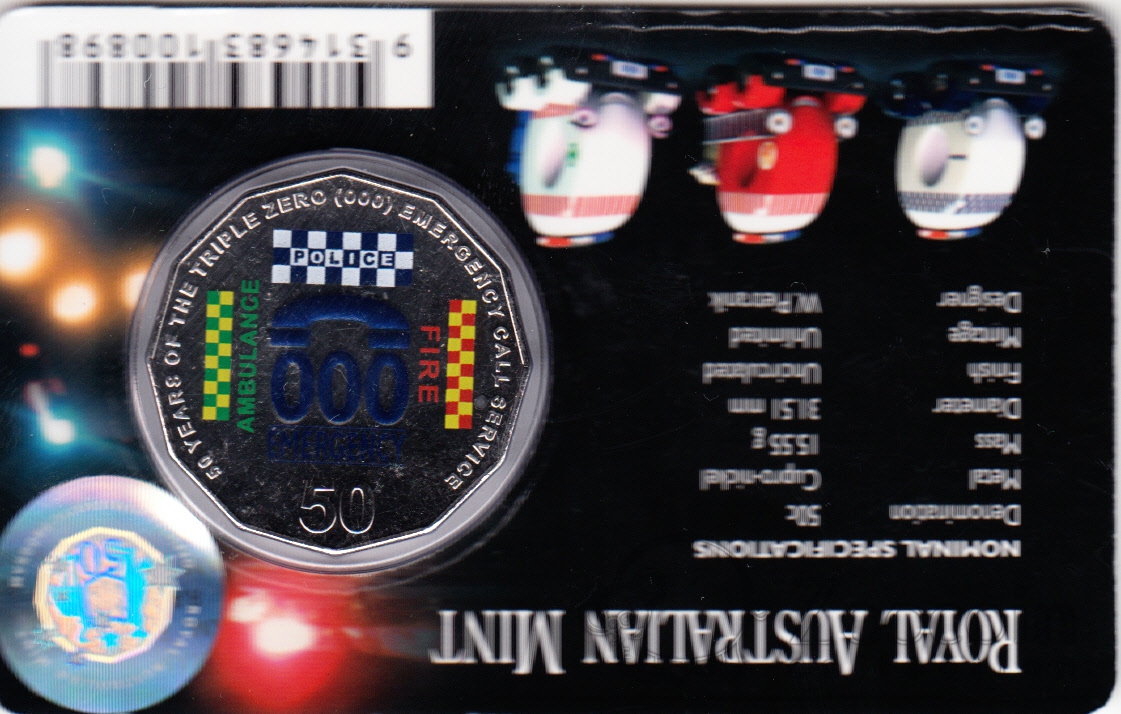 ROYAL AUSTRALIAN MINT
NOMINAL SPECIFICATIONS
Denomination 50c
Metal Cupro-nickel
Mass 15.55 g
Diameter 31.51 mm
Finish Uncirculated
Mintage Unlimited
Designer W. Pietranik
9 314683 100898
50 YEARS OF THE TRIPLE ZERO (000) EMERGENCY CALL SERVICE
POLICE
AMBULANCE
FIRE
000
EMERGENCY
50
50